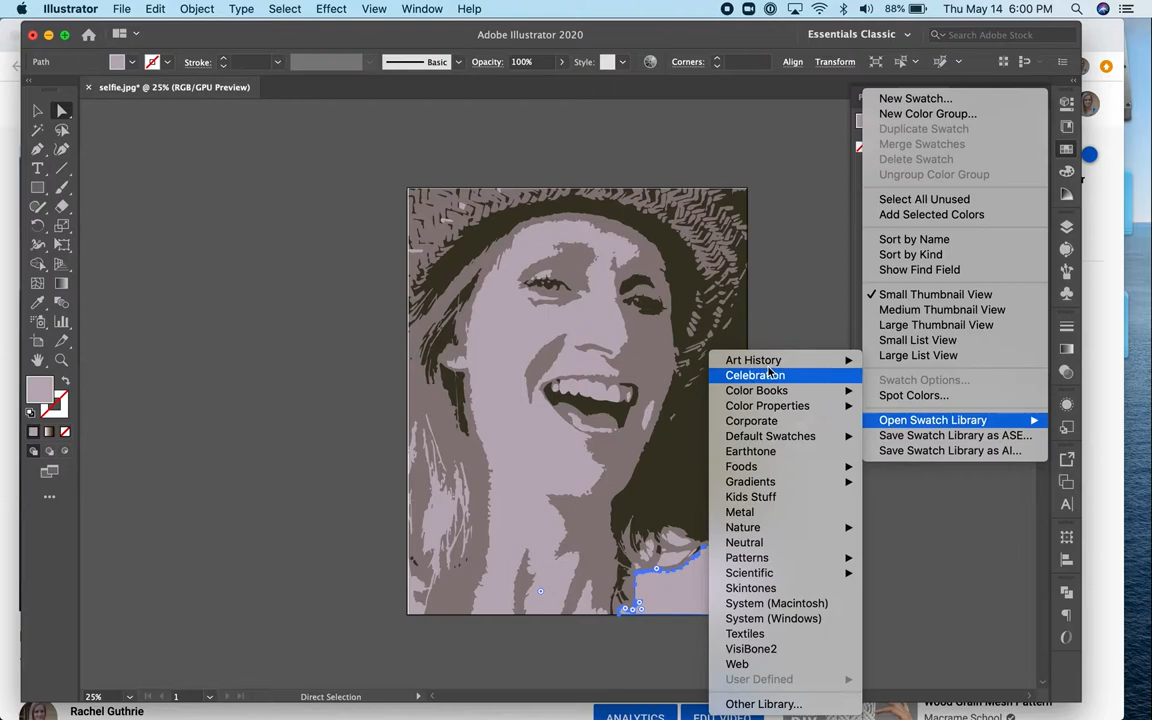 Illustrator File Edit Object Type Select Effect View Window Help 88% Thu May 14 6:00 PM
Adobe Illustrator 2020 Essentials Classic Search Adobe Stock
Path Stroke: Basic Opacity: 100% Style: Corners: Align Transform
selfie.jpg* @ 25% (RGB/GPU Preview)
New Swatch...
New Color Group...
Duplicate Swatch
Merge Swatches
Delete Swatch
Ungroup Color Group
Select All Unused
Add Selected Colors
Sort by Name
Sort by Kind
Show Find Field
Small Thumbnail View
Medium Thumbnail View
Large Thumbnail View
Small List View
Large List View
Swatch Options...
Spot Colors...
Open Swatch Library
Save Swatch Library as ASE...
Save Swatch Library as AI...
Art History
Celebration
Color Books
Color Properties
Corporate
Default Swatches
Earthtone
Foods
Gradients
Kids Stuff
Metal
Nature
Neutral
Patterns
Scientific
Skintones
System (Macintosh)
System (Windows)
Textiles
VisiBone2
Web
User Defined
Other Library...
25% 1 Direct Selection
Rachel Guthrie
ANALYTICS EDIT VIDEO
Wood Grain Mesh Pattern
Macrame School